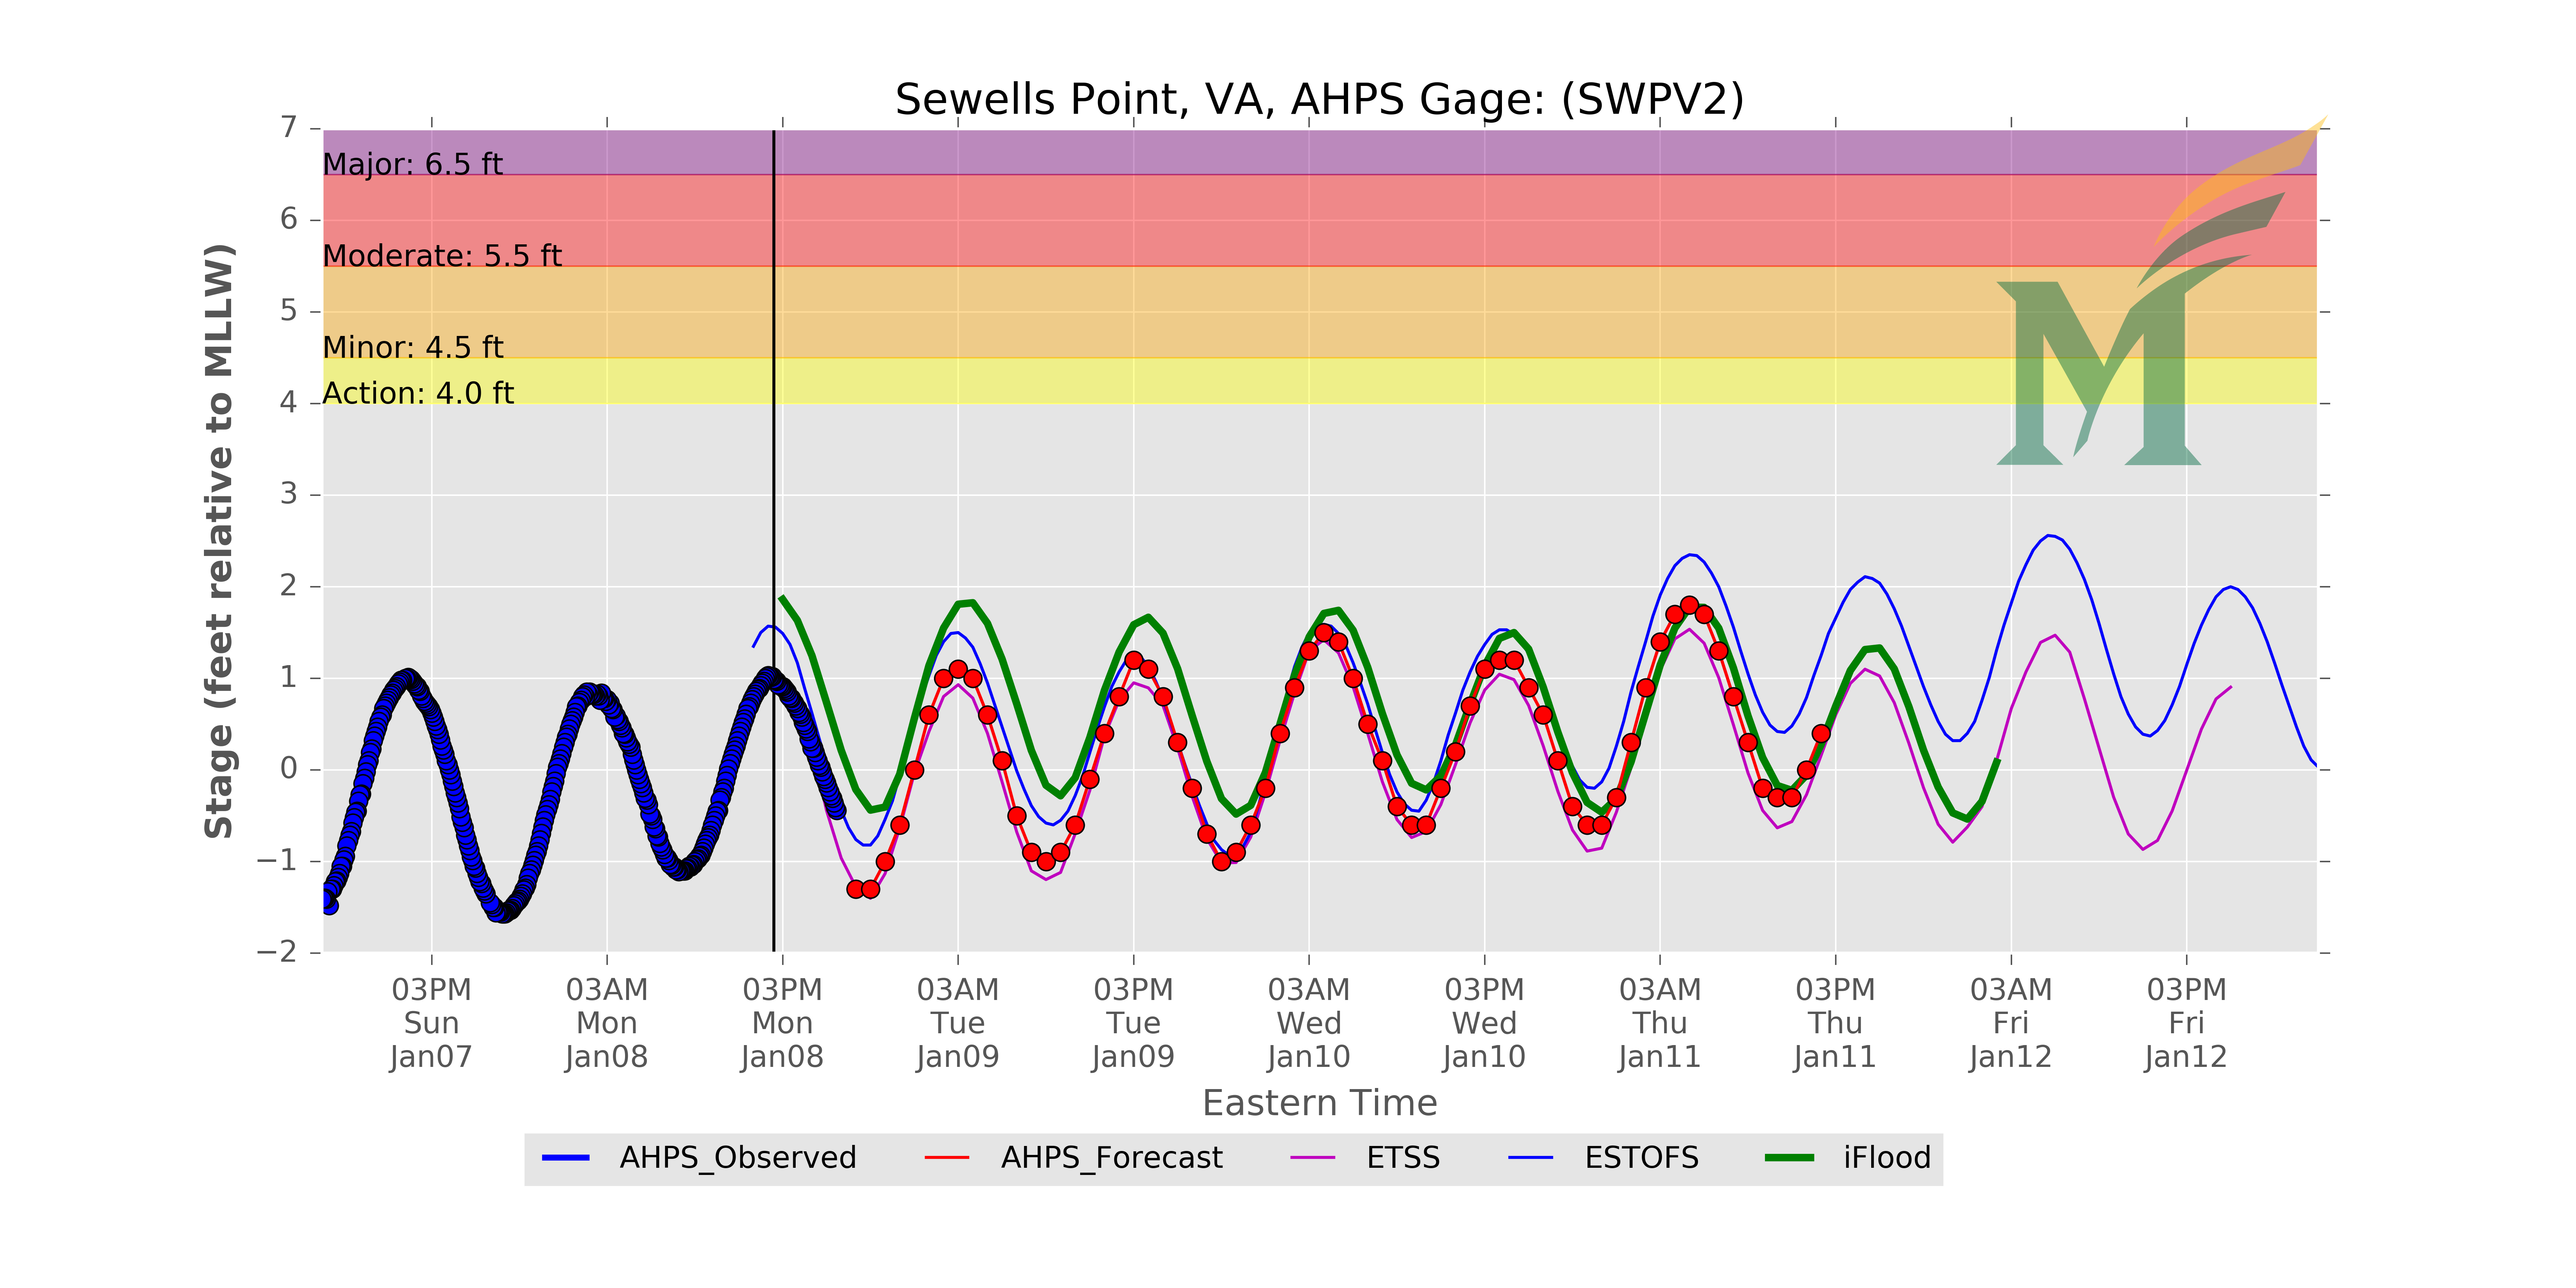 Sewells Point, VA, AHPS Gage: (SWPV2)
Stage (feet relative to MLLW)
7
6
5
4
3
2
1
0
−1
−2
Major: 6.5 ft
Moderate: 5.5 ft
Minor: 4.5 ft
Action: 4.0 ft
M
03PM Sun Jan07
03AM Mon Jan08
03PM Mon Jan08
03AM Tue Jan09
03PM Tue Jan09
03AM Wed Jan10
03PM Wed Jan10
03AM Thu Jan11
03PM Thu Jan11
03AM Fri Jan12
03PM Fri Jan12
Eastern Time
AHPS_Observed AHPS_Forecast ETSS ESTOFS iFlood